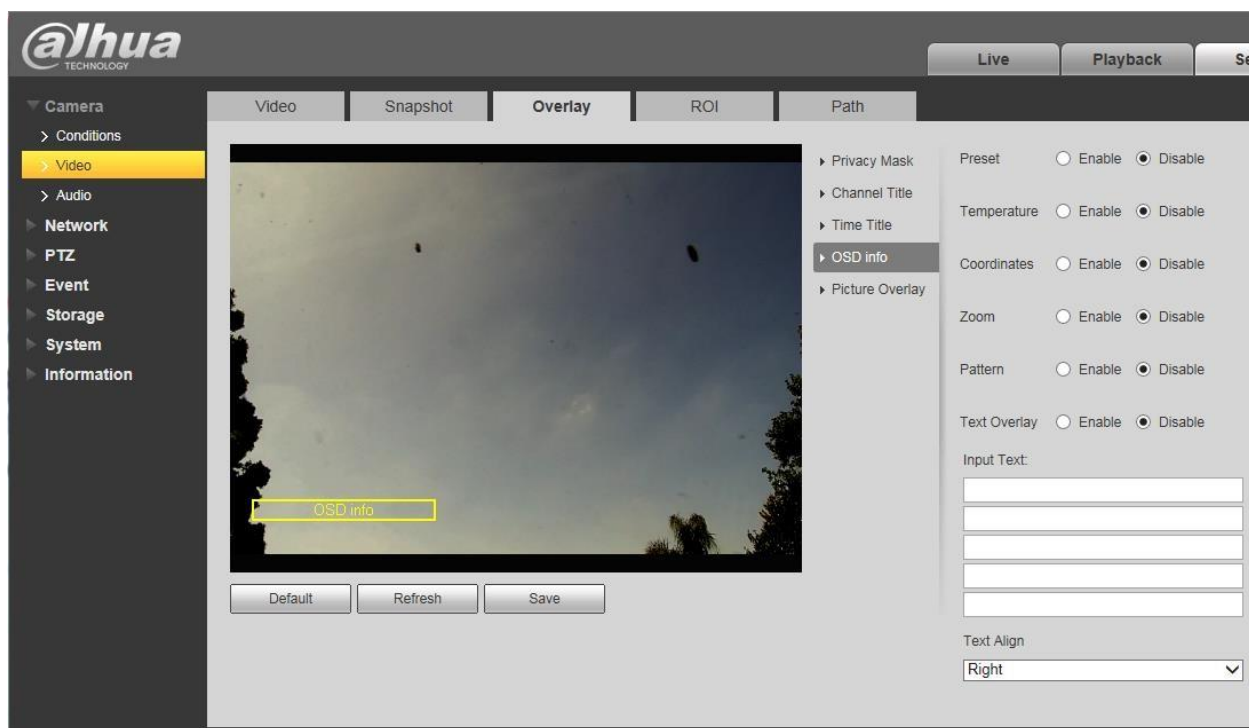 alhua
TECHNOLOGY
Live
Playback
Se
Camera
Conditions
Video
Audio
Network
PTZ
Event
Storage
System
Information
Video
Snapshot
Overlay
ROI
Path
OSD info
Default
Refresh
Save
Privacy Mask
Channel Title
Time Title
OSD info
Picture Overlay
Preset Enable Disable
Temperature Enable Disable
Coordinates Enable Disable
Zoom Enable Disable
Pattern Enable Disable
Text Overlay Enable Disable
Input Text:
Text Align
Right